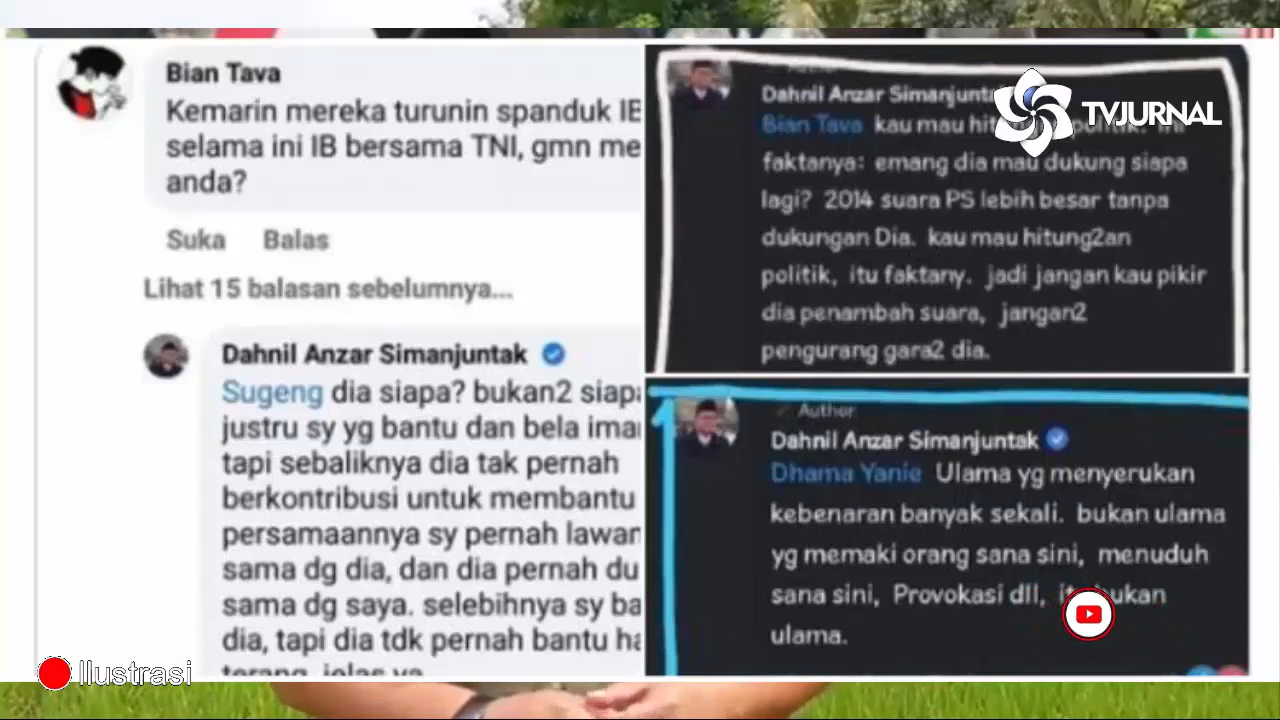 Bian Tava
Kemarin mereka turunin spanduk IB
selama ini IB bersama TNI, gmn me
anda?
Suka Balas
Lihat 15 balasan sebelumnya...
Dahnil Anzar Simanjuntak
Sugeng dia siapa? bukan2 siapa
justru sy yg bantu dan bela imam
tapi sebaliknya dia tak pernah
berkontribusi untuk membantu
persamaannya sy pernah lawan
sama dg dia, dan dia pernah du
sama dg saya. selebihnya sy ba
dia, tapi dia tdk pernah bantu ha
terang, jelas ya
Dahnil Anzar Simanjunta
Bian Tava kau mau
faktanya: emang dia mau dukung siapa
lagi? 2014 suara PS lebih besar tanpa
dukungan Dia. kau mau hitung2an
politik, itu faktany. jadi jangan kau pikir
dia penambah suara, jangan2
pengurang gara2 dia.
Author
Dahnil Anzar Simanjuntak
Dhama Yanie Ulama yg menyerukan
kebenaran banyak sekali. bukan ulama
yg memaki orang sana sini, menuduh
sana sini, Provokasi dll, bukan
ulama.
TVJURNAL
Ilustrasi